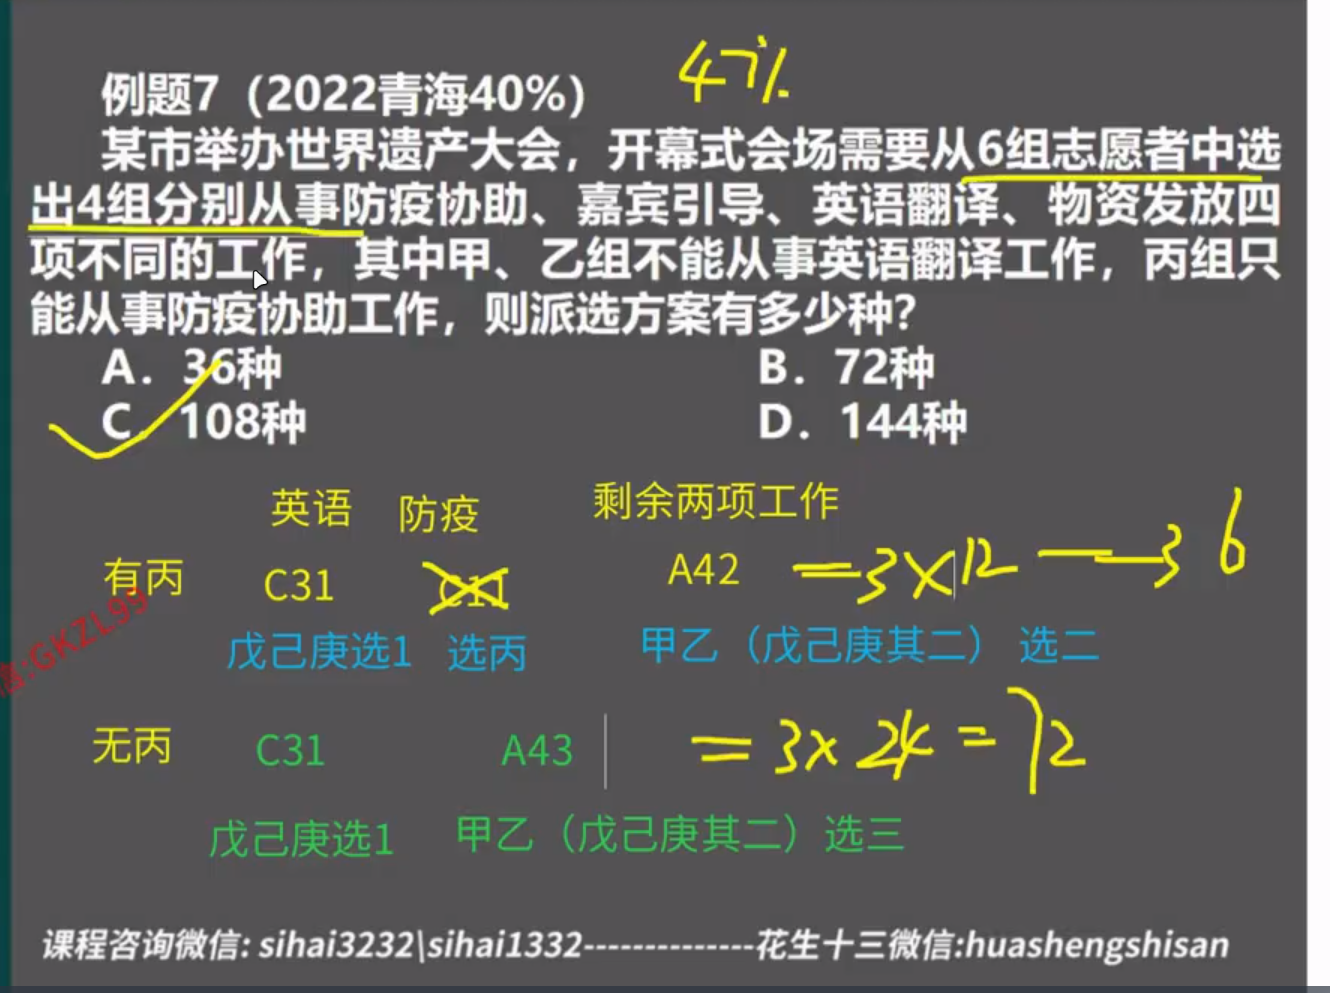 例题7（2022青海40%） 47%
某市举办世界遗产大会，开幕式会场需要从6组志愿者中选
出4组分别从事防疫协助、嘉宾引导、英语翻译、物资发放四
项不同的工作，其中甲、乙组不能从事英语翻译工作，丙组只
能从事防疫协助工作，则派选方案有多少种？
A．36种 B．72种
C．108种 D．144种
英语 防疫 剩余两项工作
有丙 C31 C11 A42 =3×12 — 36
戊己庚选1 选丙 甲乙（戊己庚其二） 选二
信:GKZL99
无丙 C31 A43 =3×24=72
戊己庚选1 甲乙（戊己庚其二）选三
课程咨询微信: sihai3232\sihai1332--------------花生十三微信:huashengshisan